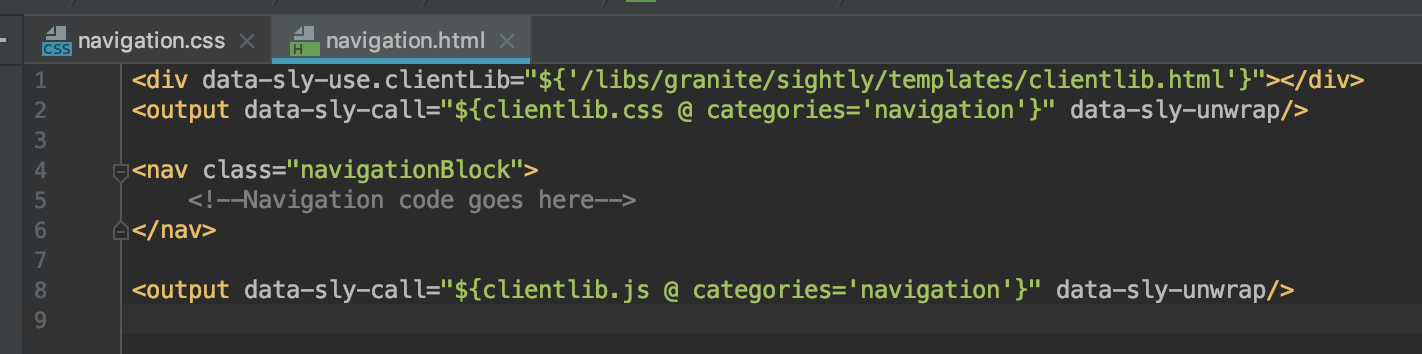 navigation.css navigation.html
CSS H
1 <div data-sly-use.clientLib="${'/libs/granite/sightly/templates/clientlib.html'}"></div>
2 <output data-sly-call="${clientlib.css @ categories='navigation'}" data-sly-unwrap/>
3
4 <nav class="navigationBlock">
5 <!--Navigation code goes here-->
6 </nav>
7
8 <output data-sly-call="${clientlib.js @ categories='navigation'}" data-sly-unwrap/>
9